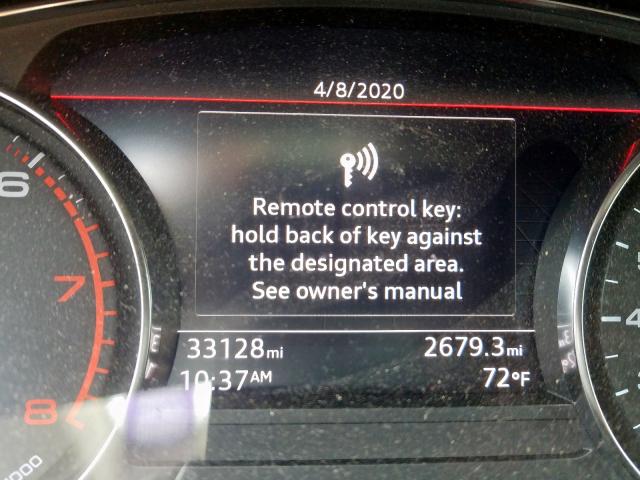 4/8/2020
Remote control key:
hold back of key against
the designated area.
See owner's manual
33128mi 2679.3mi
10:37AM 72°F
6
7
8
4